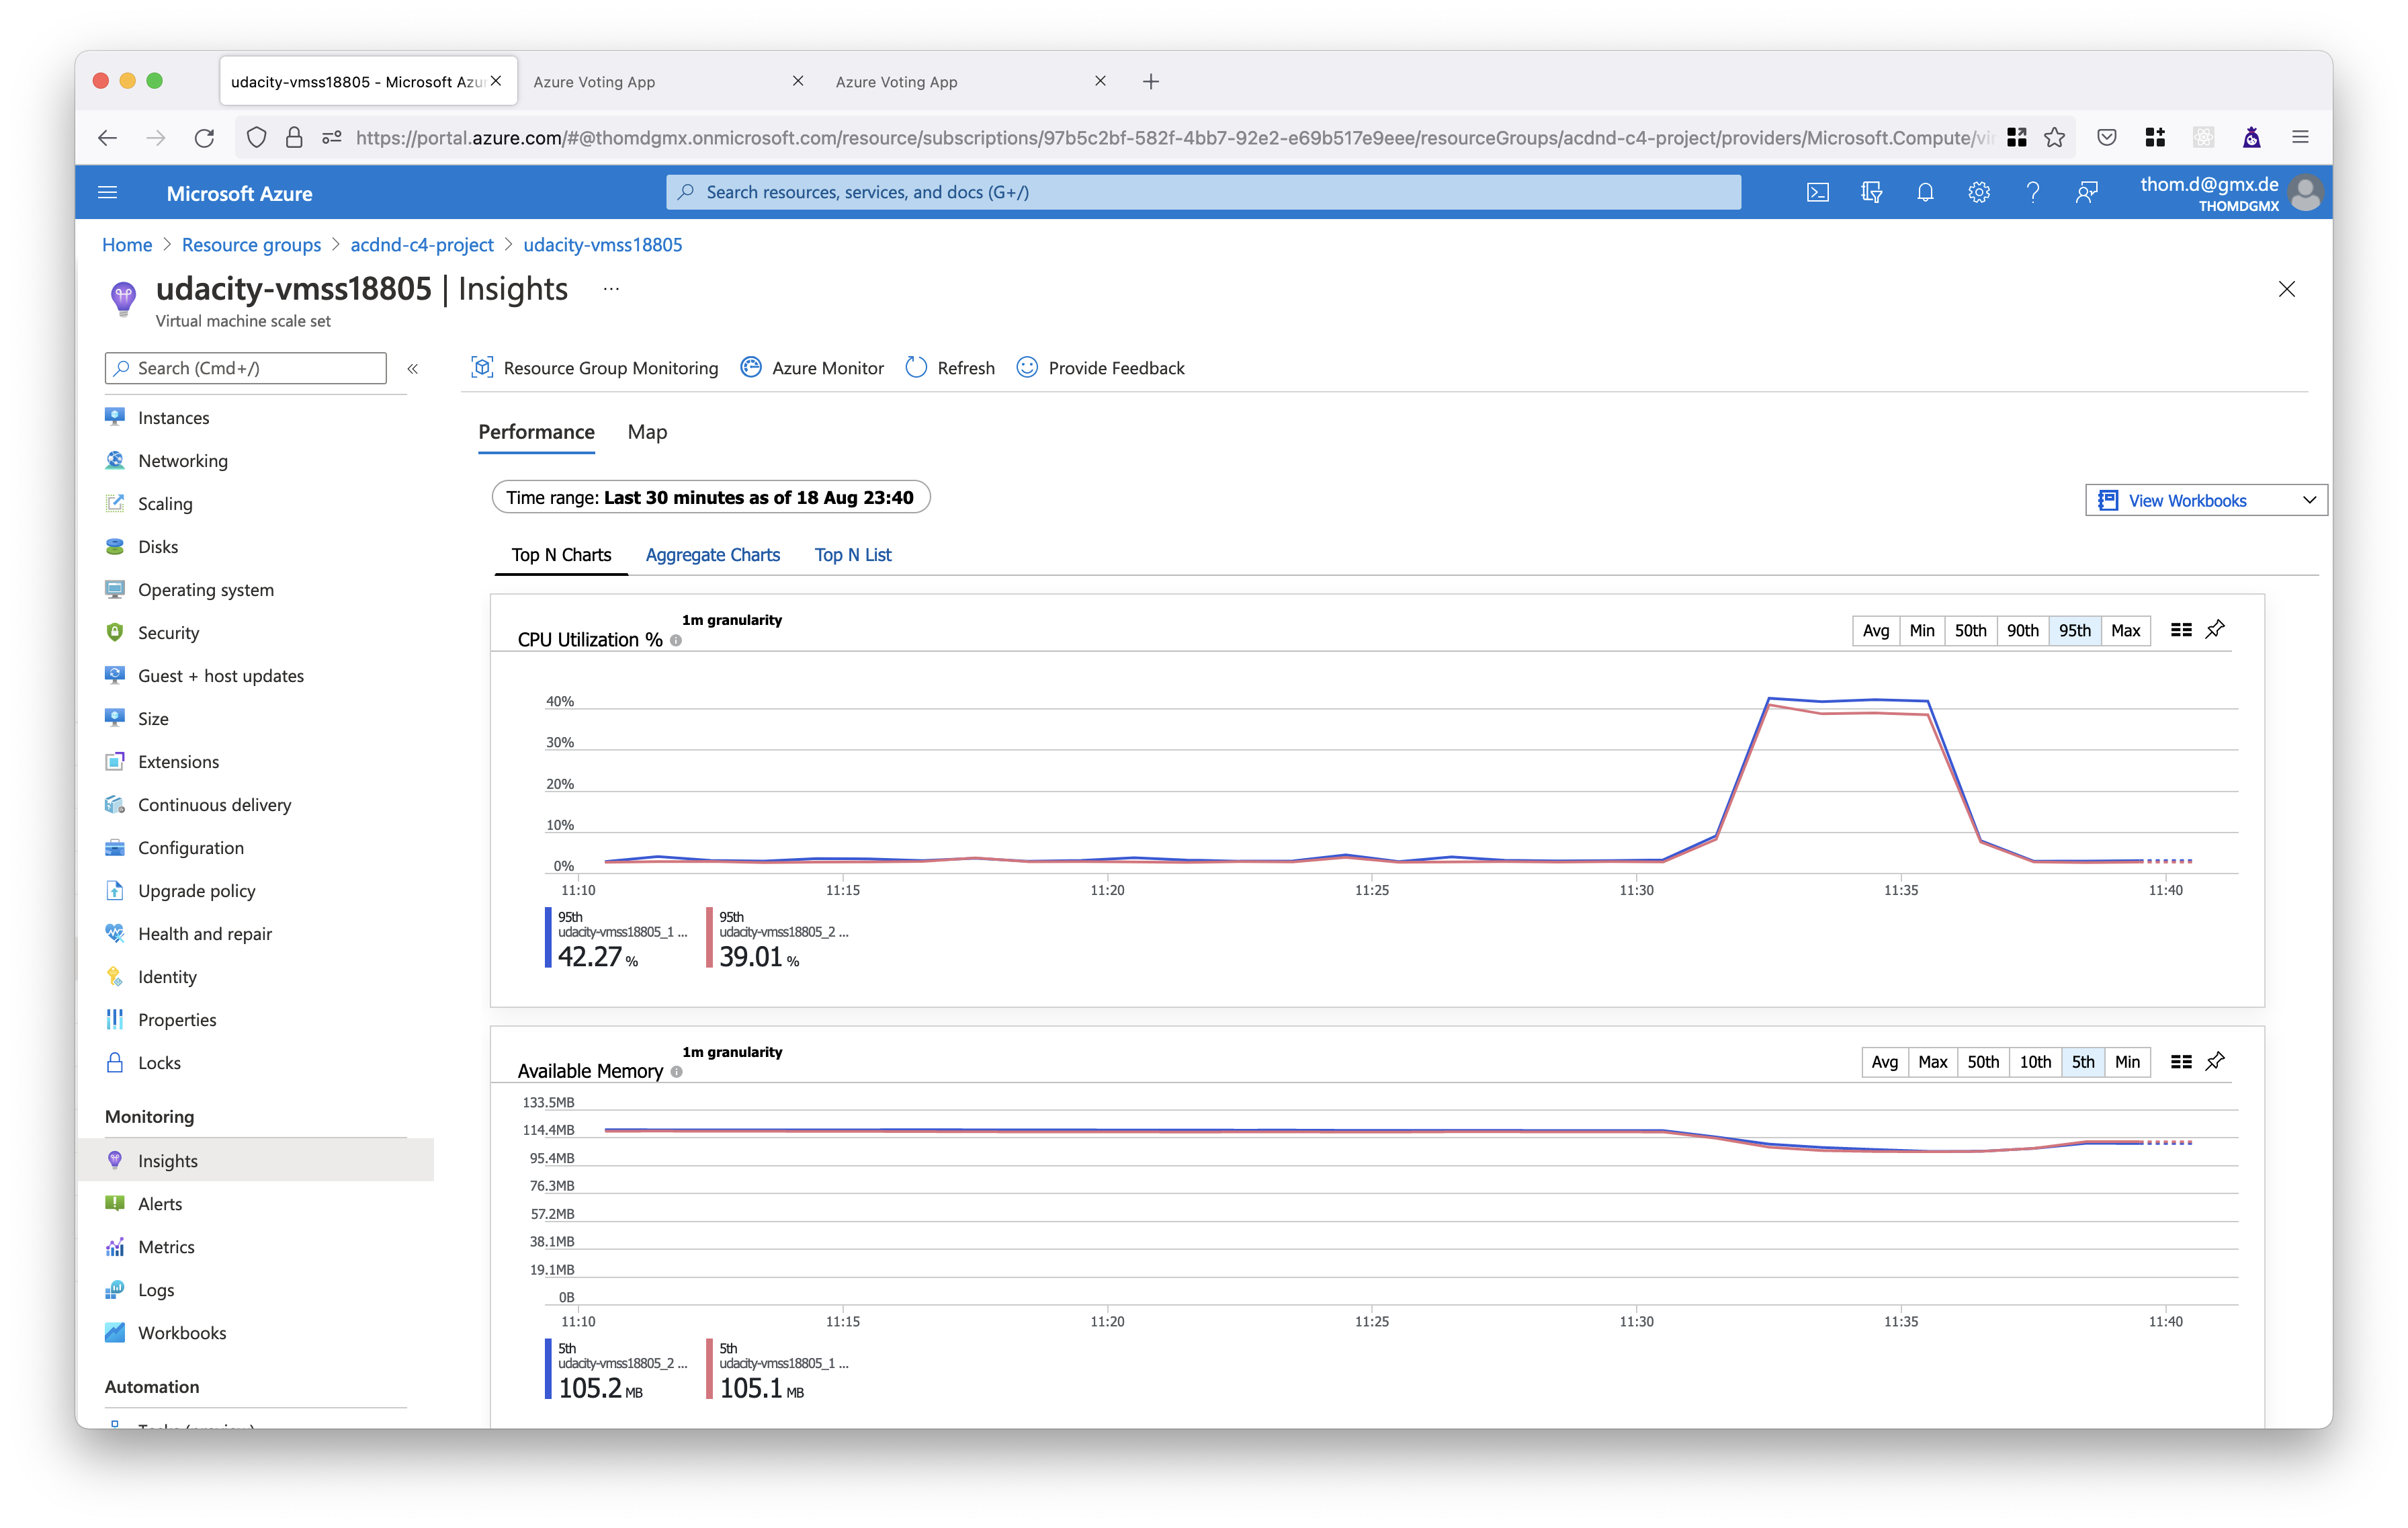 udacity-vmss18805 - Microsoft Azur
Azure Voting App
Azure Voting App
https://portal.azure.com/#@thomdgmx.onmicrosoft.com/resource/subscriptions/97b5c2bf-582f-4bb7-92e2-e69b517e9eee/resourceGroups/acdnd-c4-project/providers/Microsoft.Compute/vir
Microsoft Azure
Search resources, services, and docs (G+/)
thom.d@gmx.de
THOMDGMX
Home > Resource groups > acdnd-c4-project > udacity-vmss18805
udacity-vmss18805 | Insights ...
Virtual machine scale set
Search (Cmd+/)
«
Instances
Networking
Scaling
Disks
Operating system
Security
Guest + host updates
Size
Extensions
Continuous delivery
Configuration
Upgrade policy
Health and repair
Identity
Properties
Locks
Monitoring
Insights
Alerts
Metrics
Logs
Workbooks
Automation
Tasks (preview)
Resource Group Monitoring
Azure Monitor
Refresh
Provide Feedback
Performance
Map
Time range: Last 30 minutes as of 18 Aug 23:40
View Workbooks
Top N Charts
Aggregate Charts
Top N List
1m granularity
CPU Utilization %
Avg Min 50th 90th 95th Max
40%
30%
20%
10%
0%
11:10 11:15 11:20 11:25 11:30 11:35 11:40
95th
udacity-vmss18805_1 ...
42.27 %
95th
udacity-vmss18805_2 ...
39.01 %
1m granularity
Available Memory
Avg Max 50th 10th 5th Min
133.5MB
114.4MB
95.4MB
76.3MB
57.2MB
38.1MB
19.1MB
0B
11:10 11:15 11:20 11:25 11:30 11:35 11:40
5th
udacity-vmss18805_2 ...
105.2 MB
5th
udacity-vmss18805_1 ...
105.1 MB